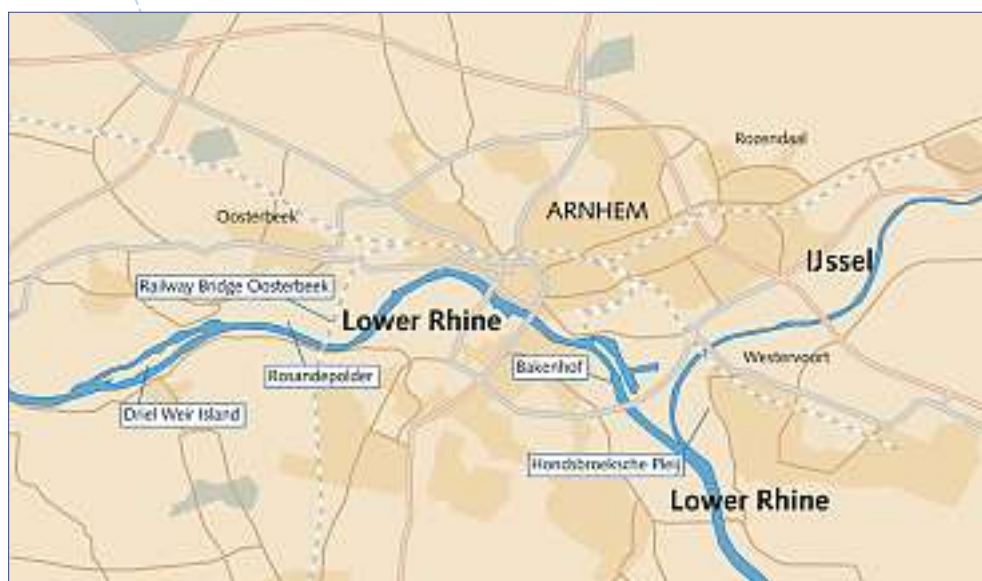 Rozendaal
ARNHEM
Oosterbeek
IJssel
Railway Bridge Oosterbeek
Lower Rhine
Westervoort
Bakenhof
Rosandepolder
Driel Weir Island
Hondsbroeksche Pleij
Lower Rhine